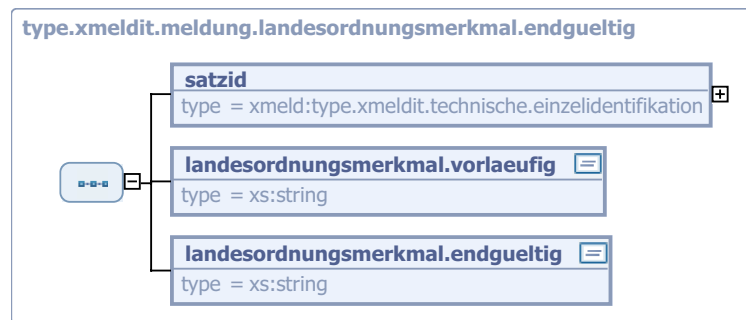 type.xmeldit.meldung.landesordnungsmerkmal.endgueltig
satzid
type = xmeld:type.xmeldit.technische.einzelidentifikation
landesordnungsmerkmal.vorlaeufig
type = xs:string
landesordnungsmerkmal.endgueltig
type = xs:string